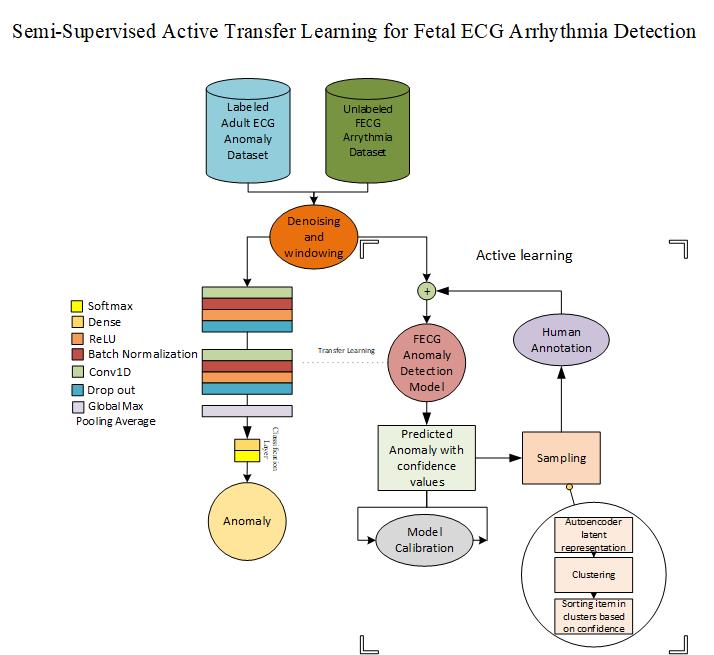 Semi-Supervised Active Transfer Learning for Fetal ECG Arrhythmia Detection
Labeled
Adult ECG
Anomaly
Dataset
Unlabeled
FECG
Arrythmia
Dataset
Denoising
and
windowing
Active learning
+
Softmax
Dense
ReLU
Batch Normalization
Conv1D
Drop out
Global Max
Pooling Average
Transfer Learning
FECG
Anomaly
Detection
Model
Human
Annotation
Classification
Layer
Predicted
Anomaly with
confidence
values
Sampling
Anomaly
Model
Calibration
Autoencoder
latent
representation
Clustering
Sorting item in
clusters based
on confidence